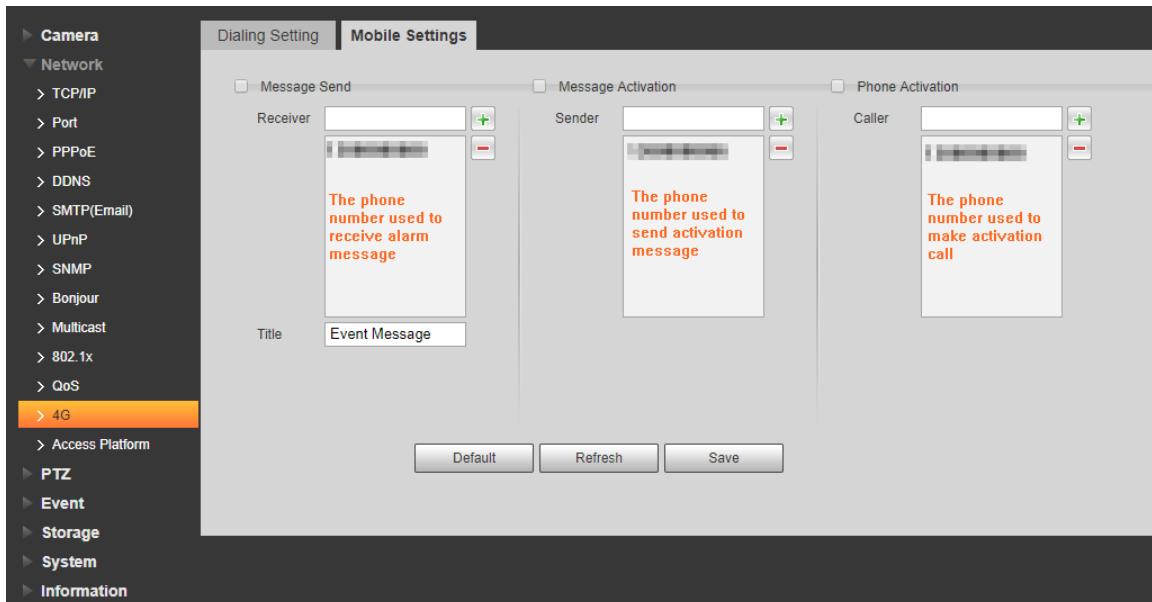 Camera
Network
TCP/IP
Port
PPPoE
DDNS
SMTP(Email)
UPnP
SNMP
Bonjour
Multicast
802.1x
QoS
4G
Access Platform
PTZ
Event
Storage
System
Information
Dialing Setting Mobile Settings
Message Send
Receiver
The phone
number used to
receive alarm
message
Title Event Message
Message Activation
Sender
The phone
number used to
send activation
message
Phone Activation
Caller
The phone
number used to
make activation
call
Default Refresh Save